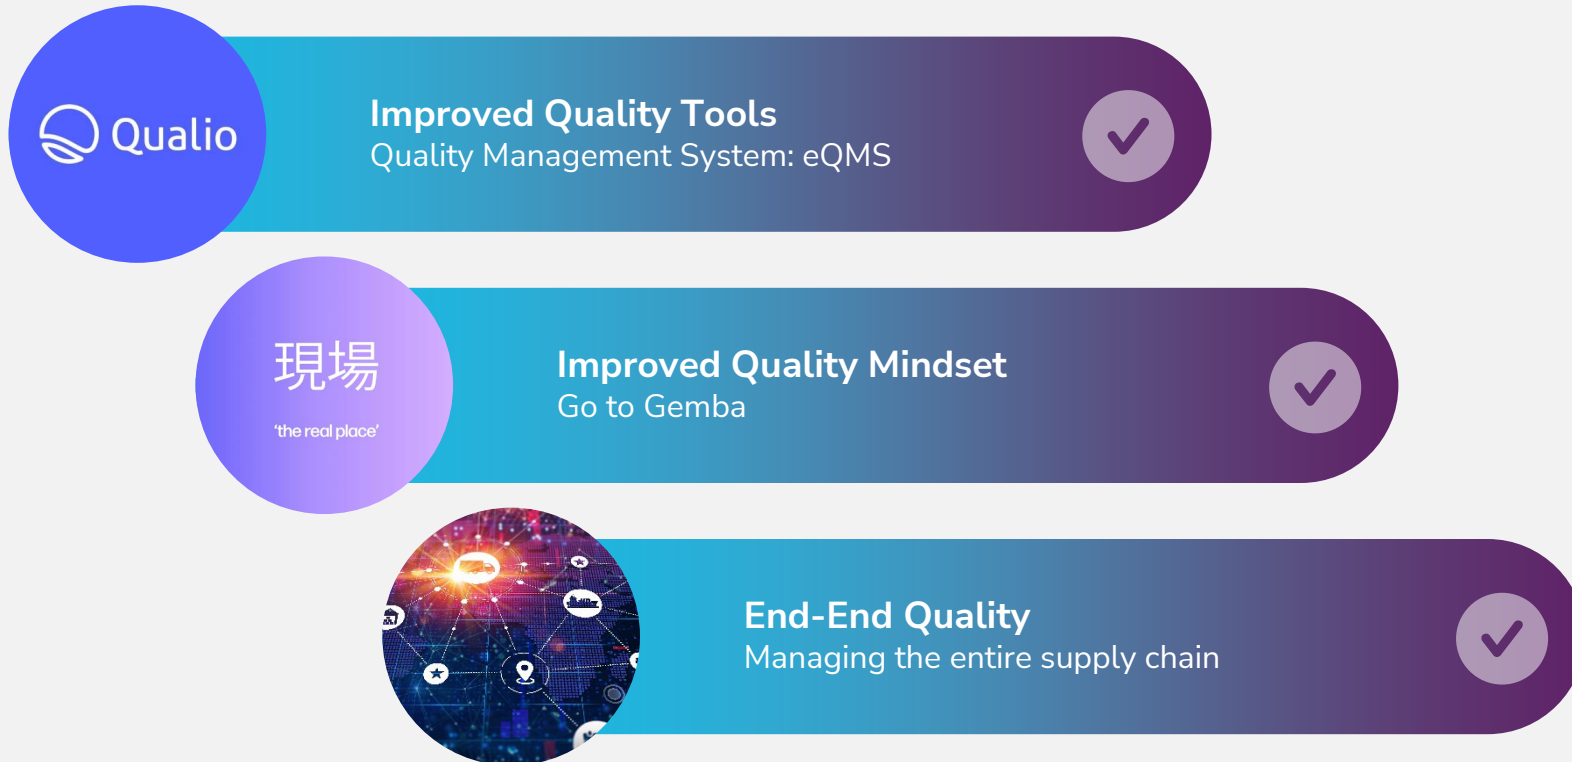 Qualio
Improved Quality Tools
Quality Management System: eQMS
現場
‘the real place’
Improved Quality Mindset
Go to Gemba
End-End Quality
Managing the entire supply chain